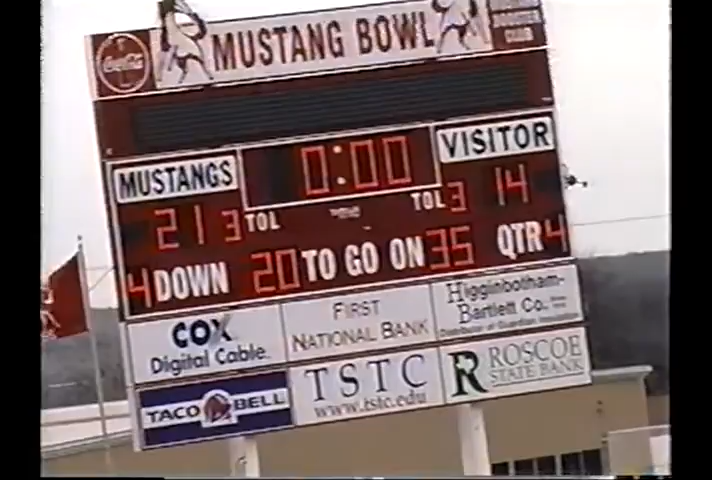 Coca-Cola
MUSTANG BOWL
BOOSTER
CLUB
MUSTANGS
0:00
VISITOR
21 3 TOL
TOL 3 14
4 DOWN 20 TO GO ON 35 QTR 4
COX
Digital Cable.
FIRST
NATIONAL BANK
Higginbotham-
Bartlett Co.
TACO BELL
TSTC
www.tstc.edu
R ROSCOE
STATE BANK